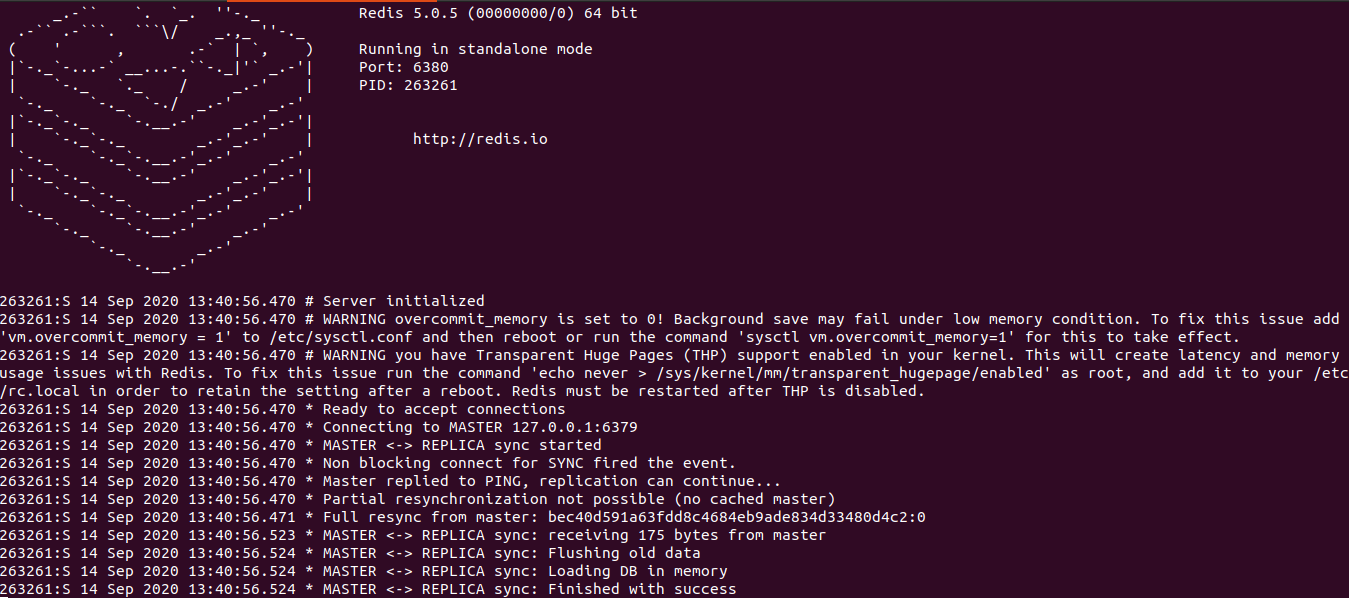 Redis 5.0.5 (00000000/0) 64 bit
Running in standalone mode
Port: 6380
PID: 263261
http://redis.io
263261:S 14 Sep 2020 13:40:56.470 # Server initialized
263261:S 14 Sep 2020 13:40:56.470 # WARNING overcommit_memory is set to 0! Background save may fail under low memory condition. To fix this issue add
'vm.overcommit_memory = 1' to /etc/sysctl.conf and then reboot or run the command 'sysctl vm.overcommit_memory=1' for this to take effect.
263261:S 14 Sep 2020 13:40:56.470 # WARNING you have Transparent Huge Pages (THP) support enabled in your kernel. This will create latency and memory
usage issues with Redis. To fix this issue run the command 'echo never > /sys/kernel/mm/transparent_hugepage/enabled' as root, and add it to your /etc
/rc.local in order to retain the setting after a reboot. Redis must be restarted after THP is disabled.
263261:S 14 Sep 2020 13:40:56.470 * Ready to accept connections
263261:S 14 Sep 2020 13:40:56.470 * Connecting to MASTER 127.0.0.1:6379
263261:S 14 Sep 2020 13:40:56.470 * MASTER <-> REPLICA sync started
263261:S 14 Sep 2020 13:40:56.470 * Non blocking connect for SYNC fired the event.
263261:S 14 Sep 2020 13:40:56.470 * Master replied to PING, replication can continue...
263261:S 14 Sep 2020 13:40:56.470 * Partial resynchronization not possible (no cached master)
263261:S 14 Sep 2020 13:40:56.471 * Full resync from master: bec40d591a63fdd8c4684eb9ade834d33480d4c2:0
263261:S 14 Sep 2020 13:40:56.523 * MASTER <-> REPLICA sync: receiving 175 bytes from master
263261:S 14 Sep 2020 13:40:56.524 * MASTER <-> REPLICA sync: Flushing old data
263261:S 14 Sep 2020 13:40:56.524 * MASTER <-> REPLICA sync: Loading DB in memory
263261:S 14 Sep 2020 13:40:56.524 * MASTER <-> REPLICA sync: Finished with success